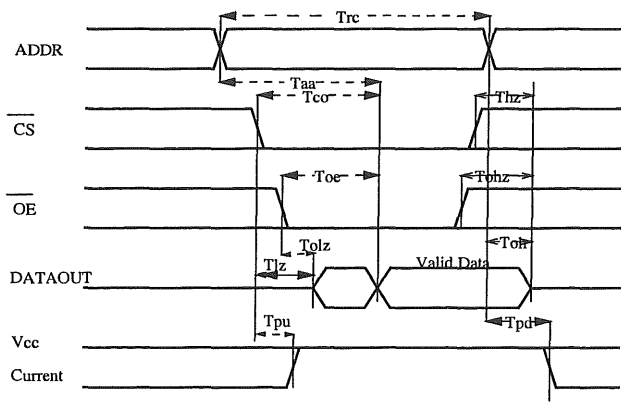 Trc
ADDR
Taa
Tco
Thz
CS
Toe
Tohz
OE
Tolz
Toh
Tlz
Valid Data
DATAOUT
Tpu
Tpd
Vcc
Current